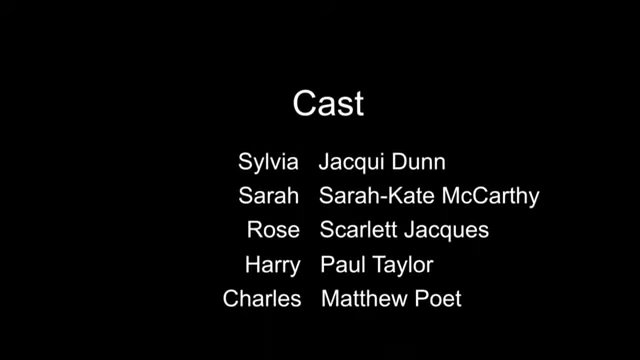 Cast
Sylvia Jacqui Dunn
Sarah Sarah-Kate McCarthy
Rose Scarlett Jacques
Harry Paul Taylor
Charles Matthew Poet